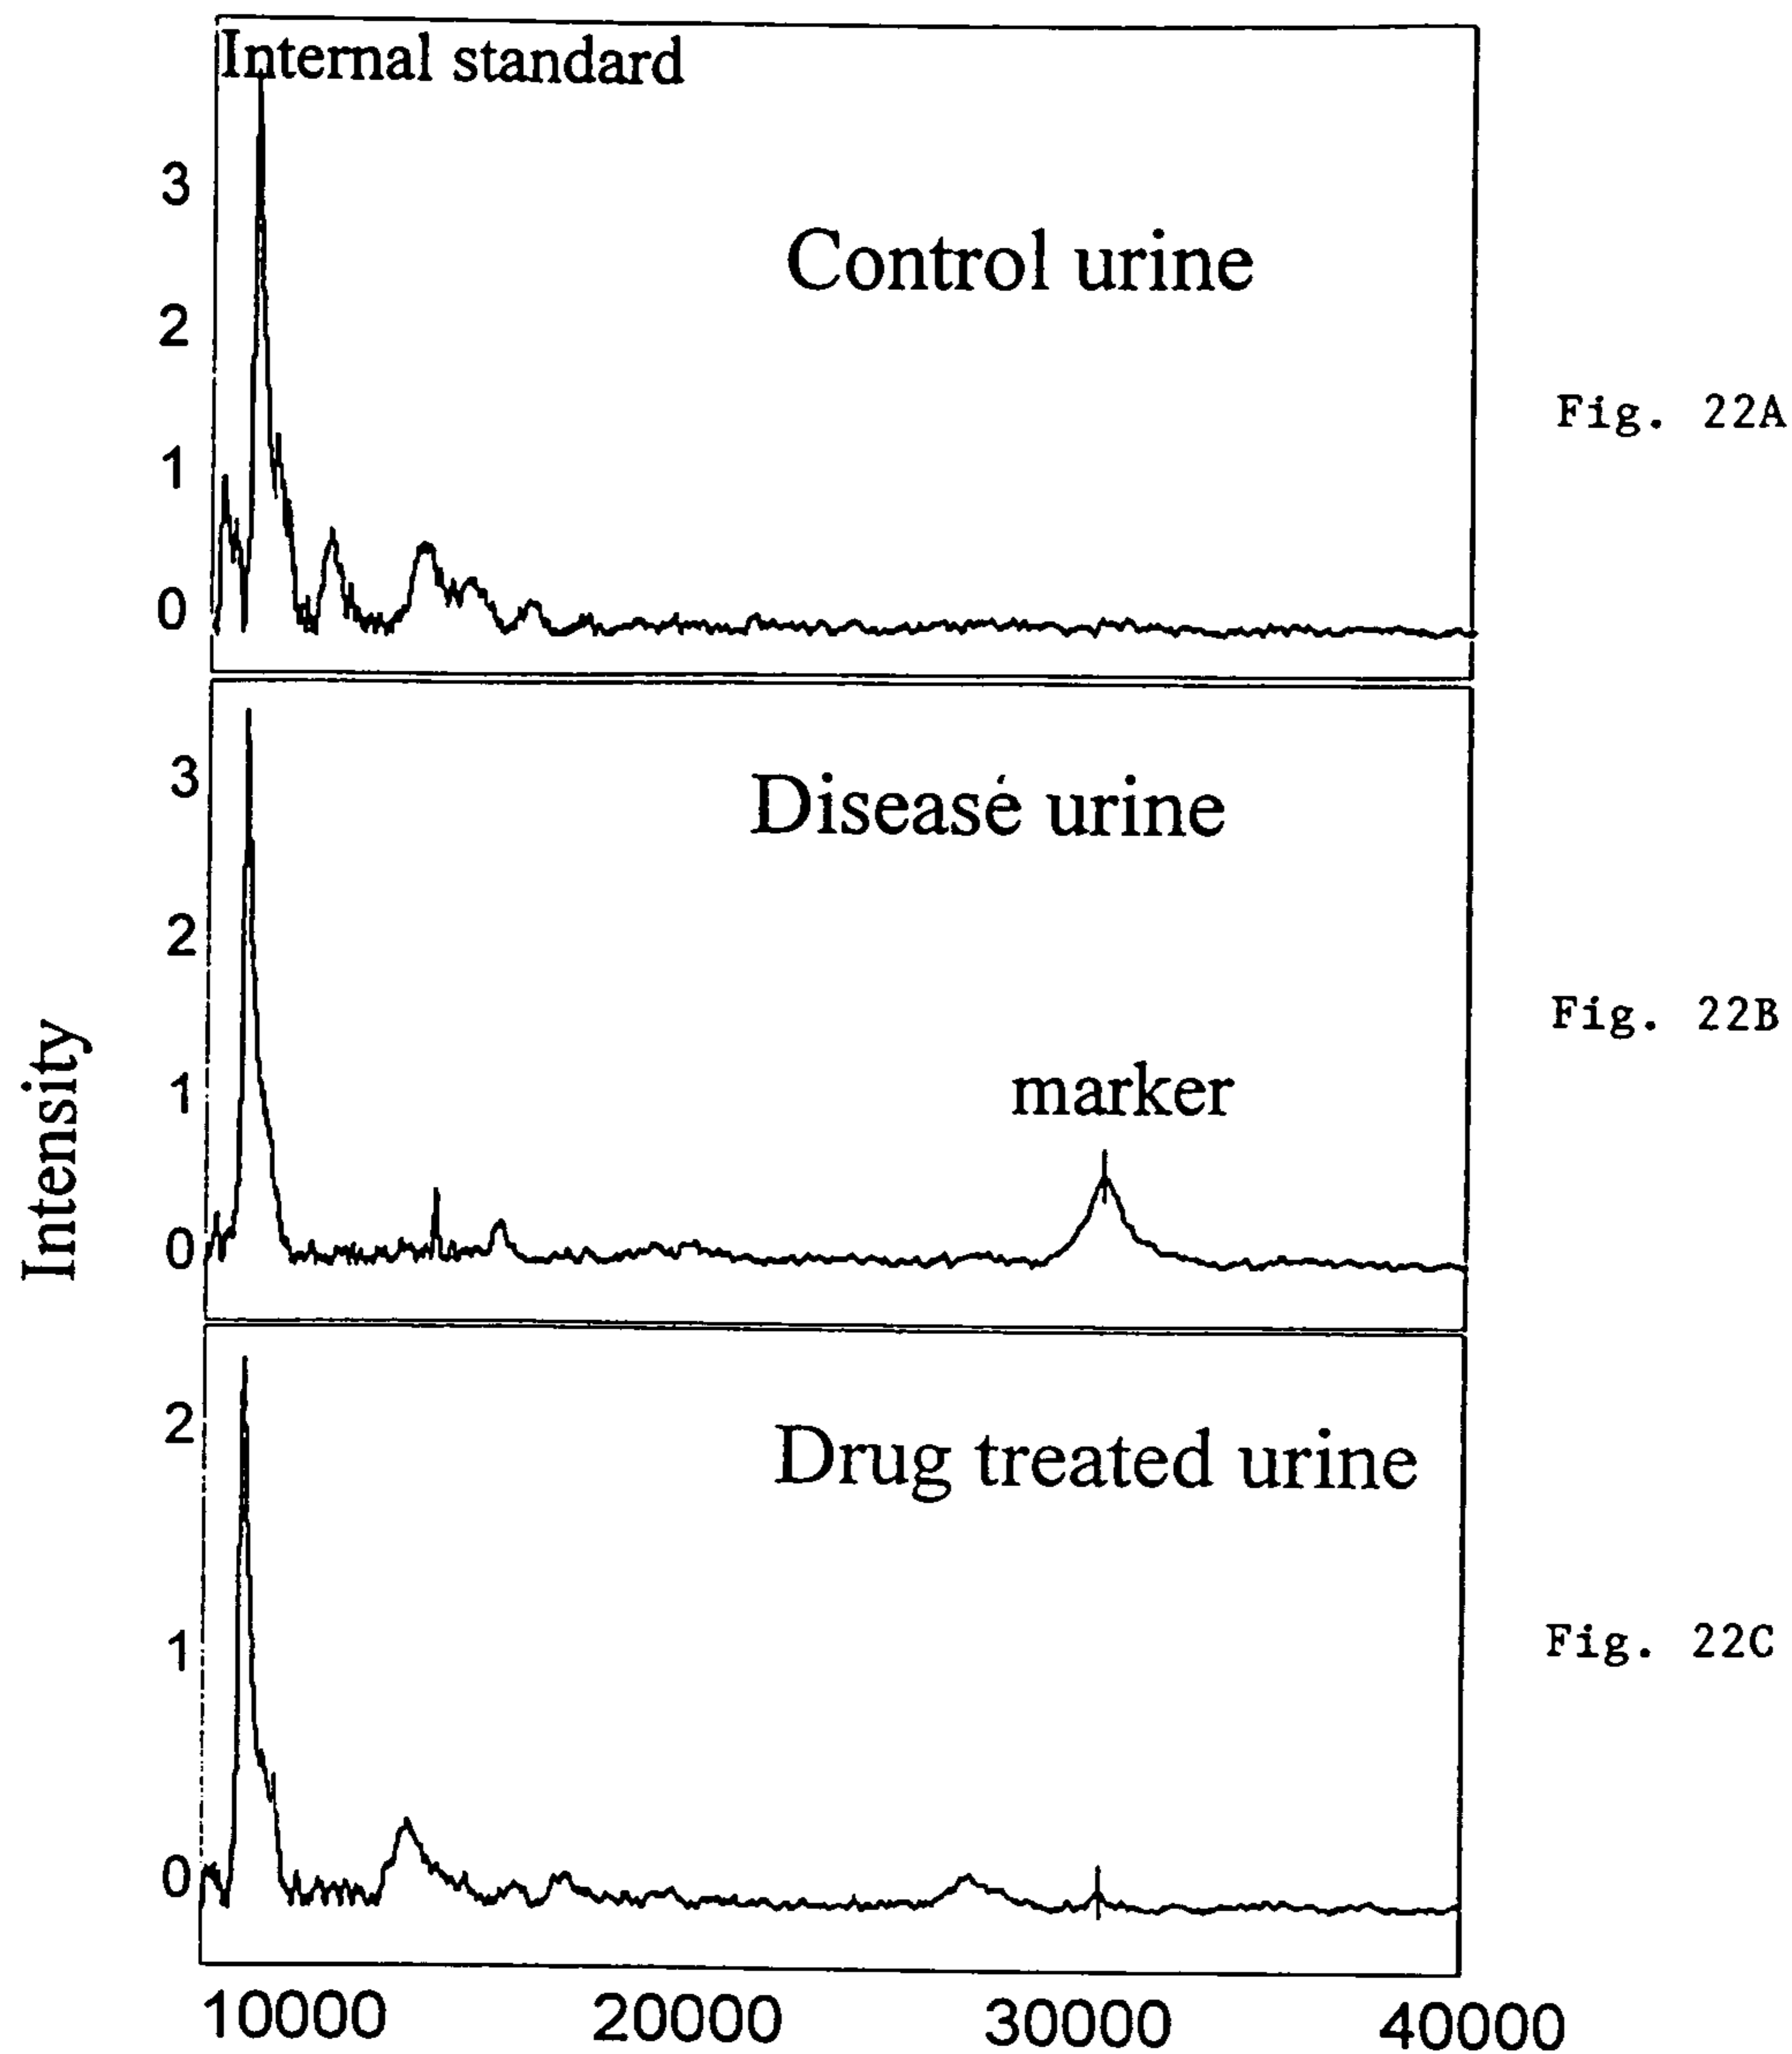 Internal standard
3
Control urine
2
Fig. 22A
1
0
3
Disease urine
2
Fig. 22B
Intensity
marker
1
0
2
Drug treated urine
1
Fig. 22C
0
10000 20000 30000 40000